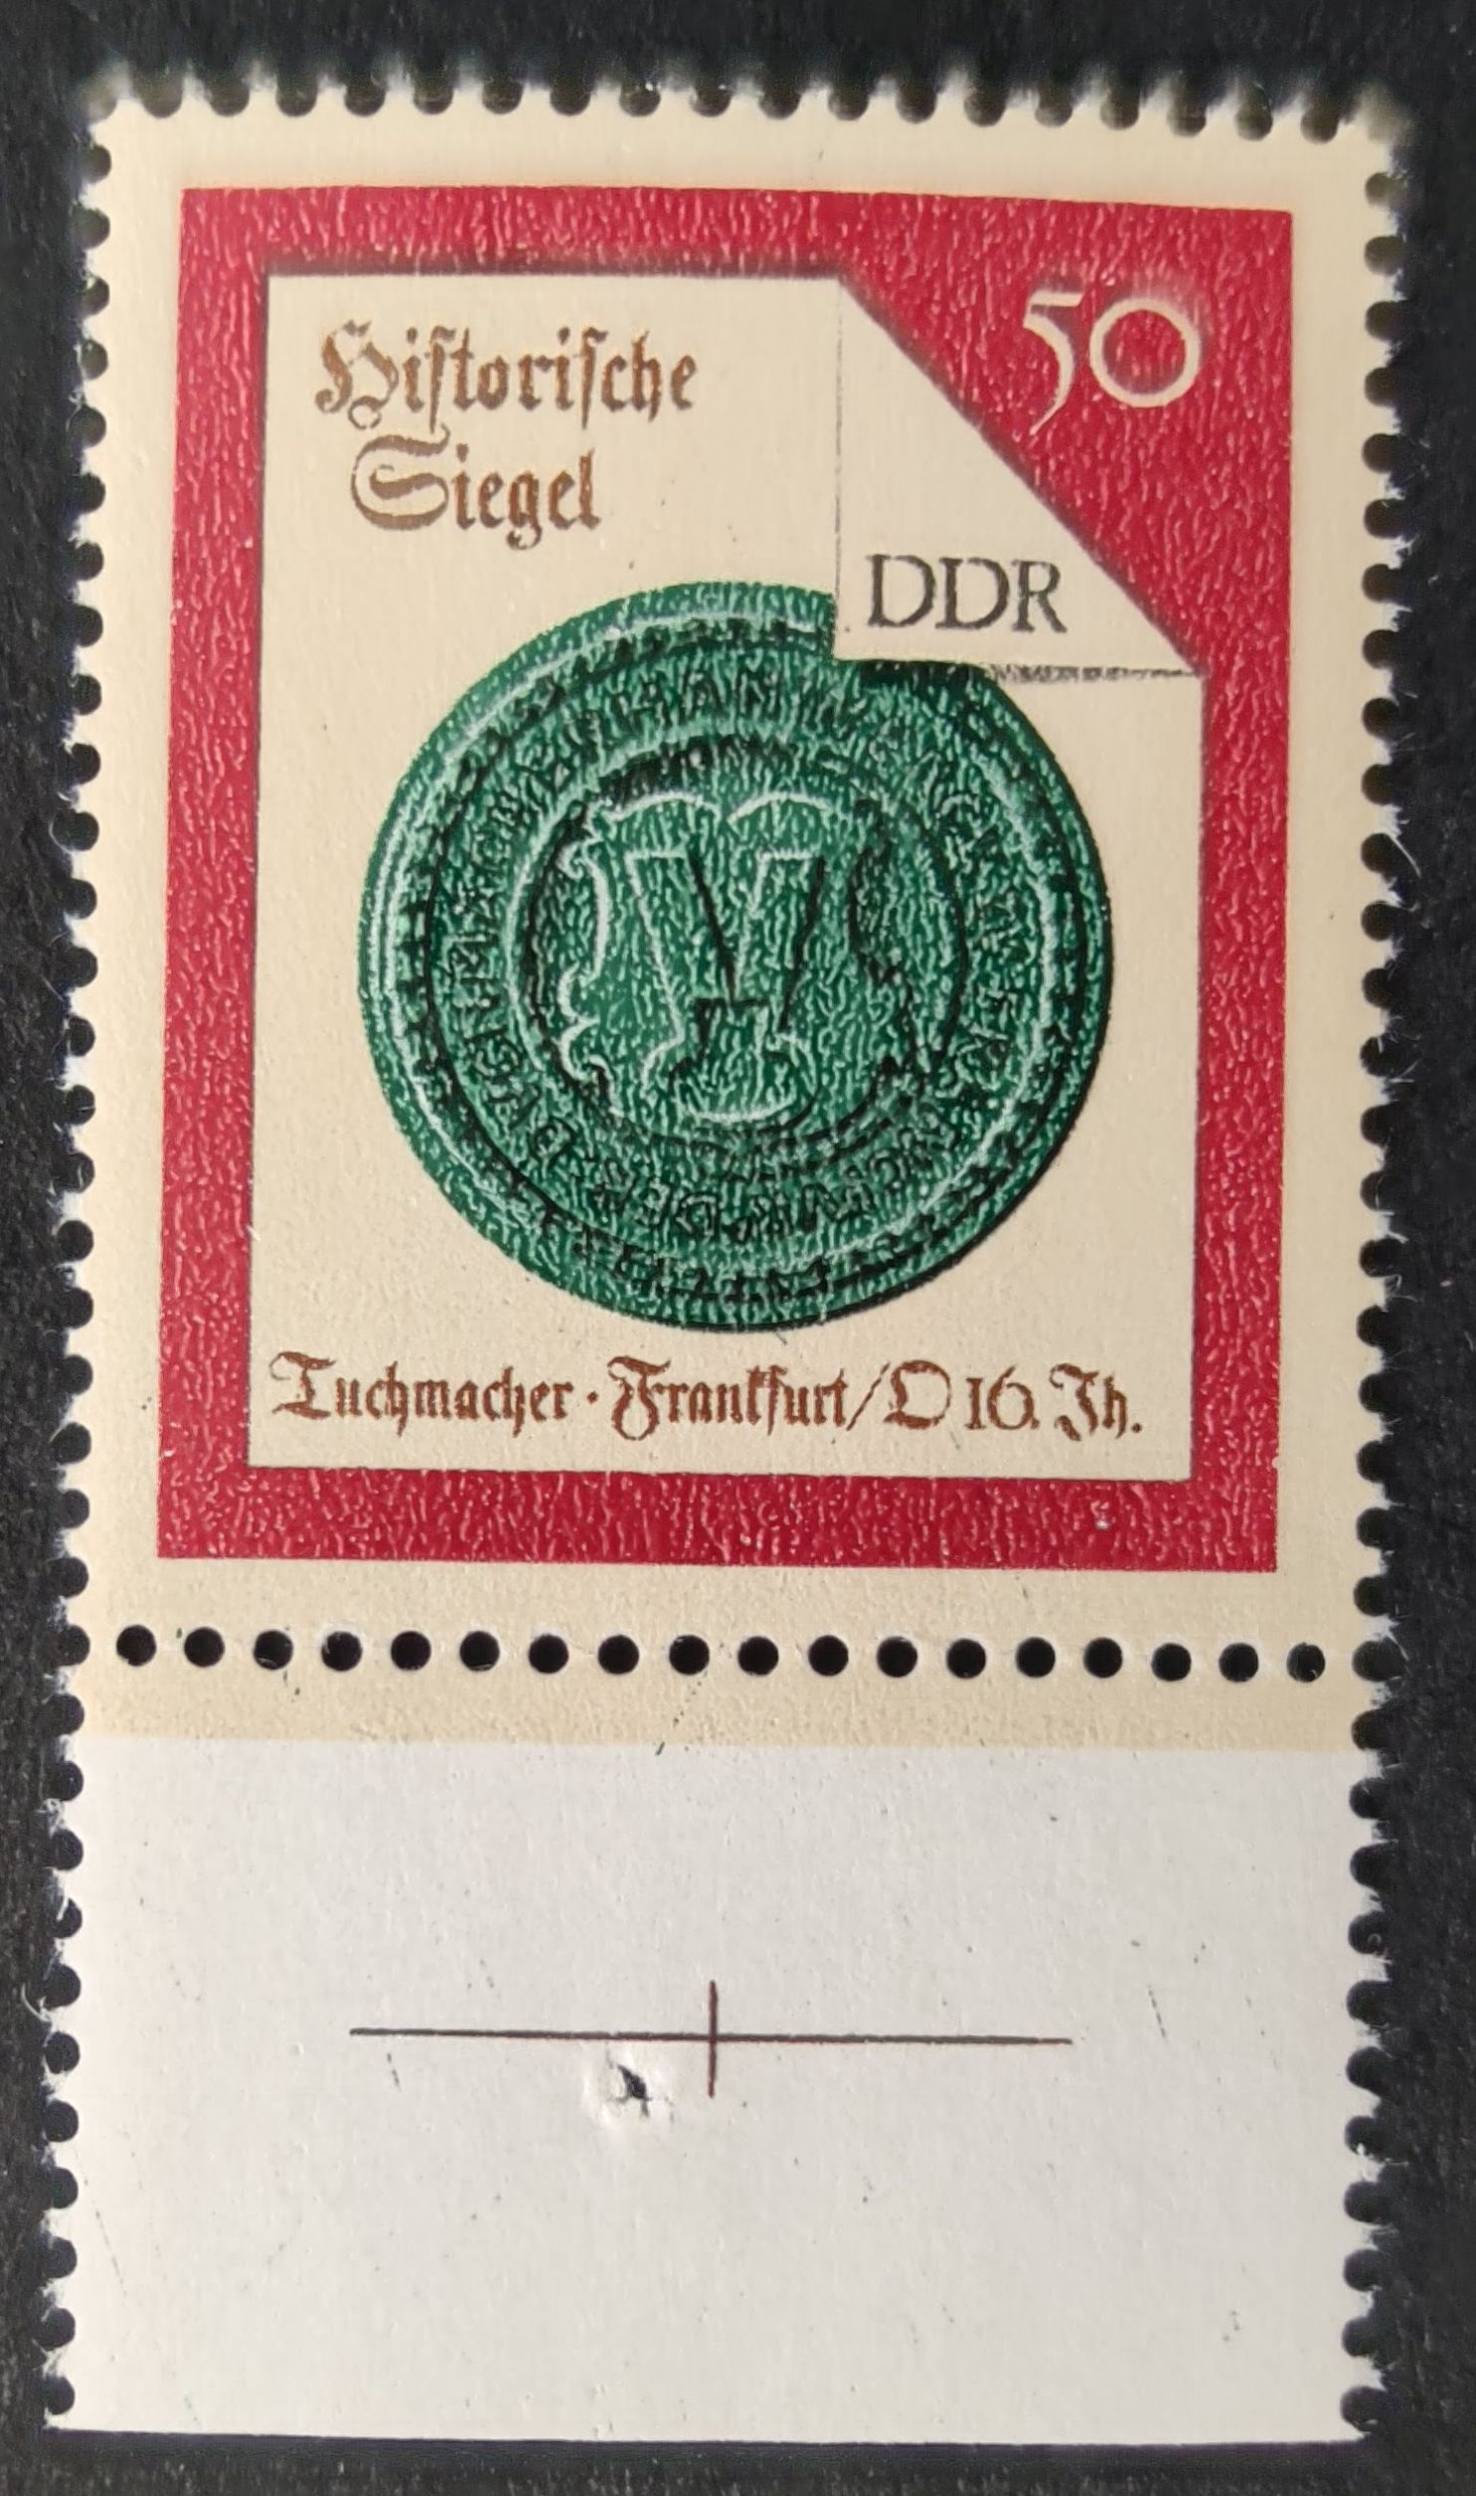 Hiſtoriſche
Siegel
50
DDR
Tuchmacher · Frankfurt/O 16. Jh.